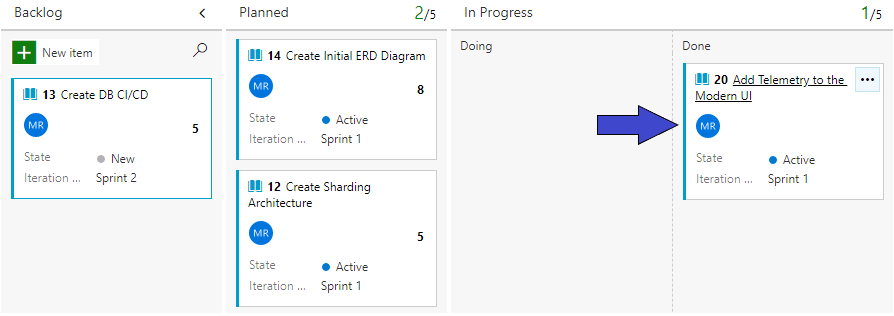 Backlog
<
New item
13 Create DB CI/CD
MR
5
State
New
Iteration ...
Sprint 2
Planned
2/5
14 Create Initial ERD Diagram
MR
8
State
Active
Iteration ...
Sprint 1
12 Create Sharding
Architecture
MR
5
State
Active
Iteration ...
Sprint 1
In Progress
1/5
Doing
Done
20 Add Telemetry to the
Modern UI
...
MR
State
Active
Iteration ...
Sprint 1